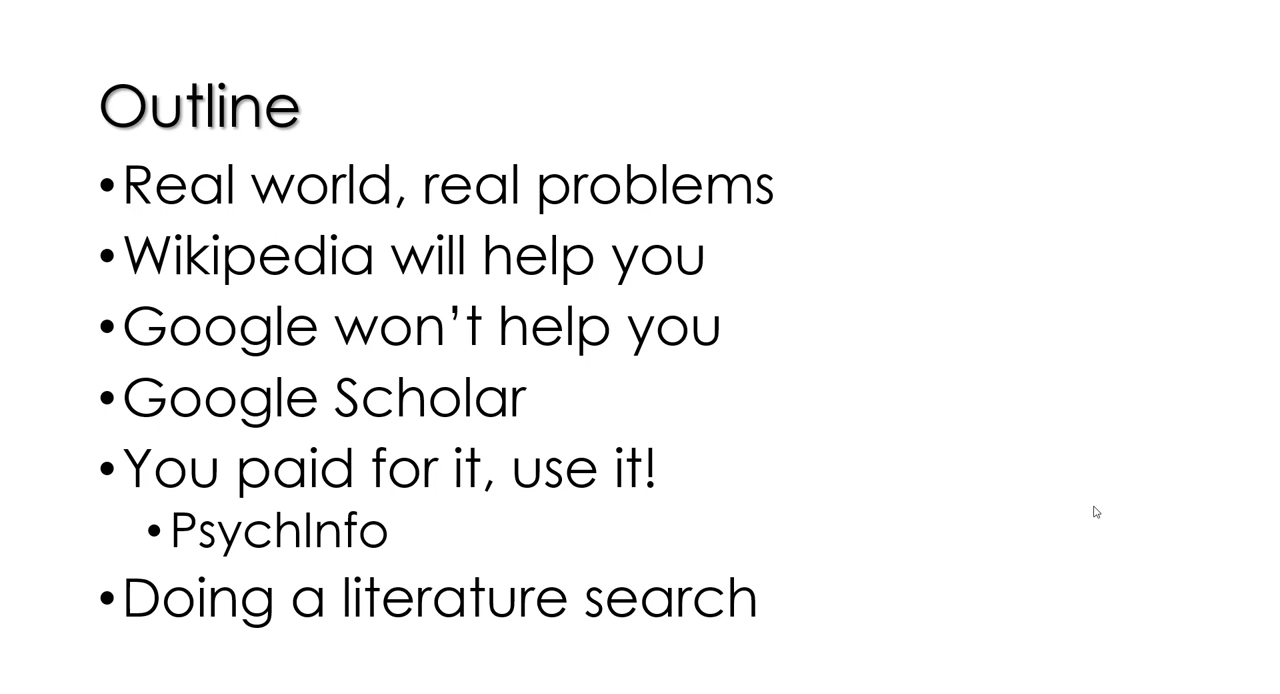 Outline
•Real world, real problems
•Wikipedia will help you
•Google won’t help you
•Google Scholar
•You paid for it, use it!
•PsychInfo
•Doing a literature search